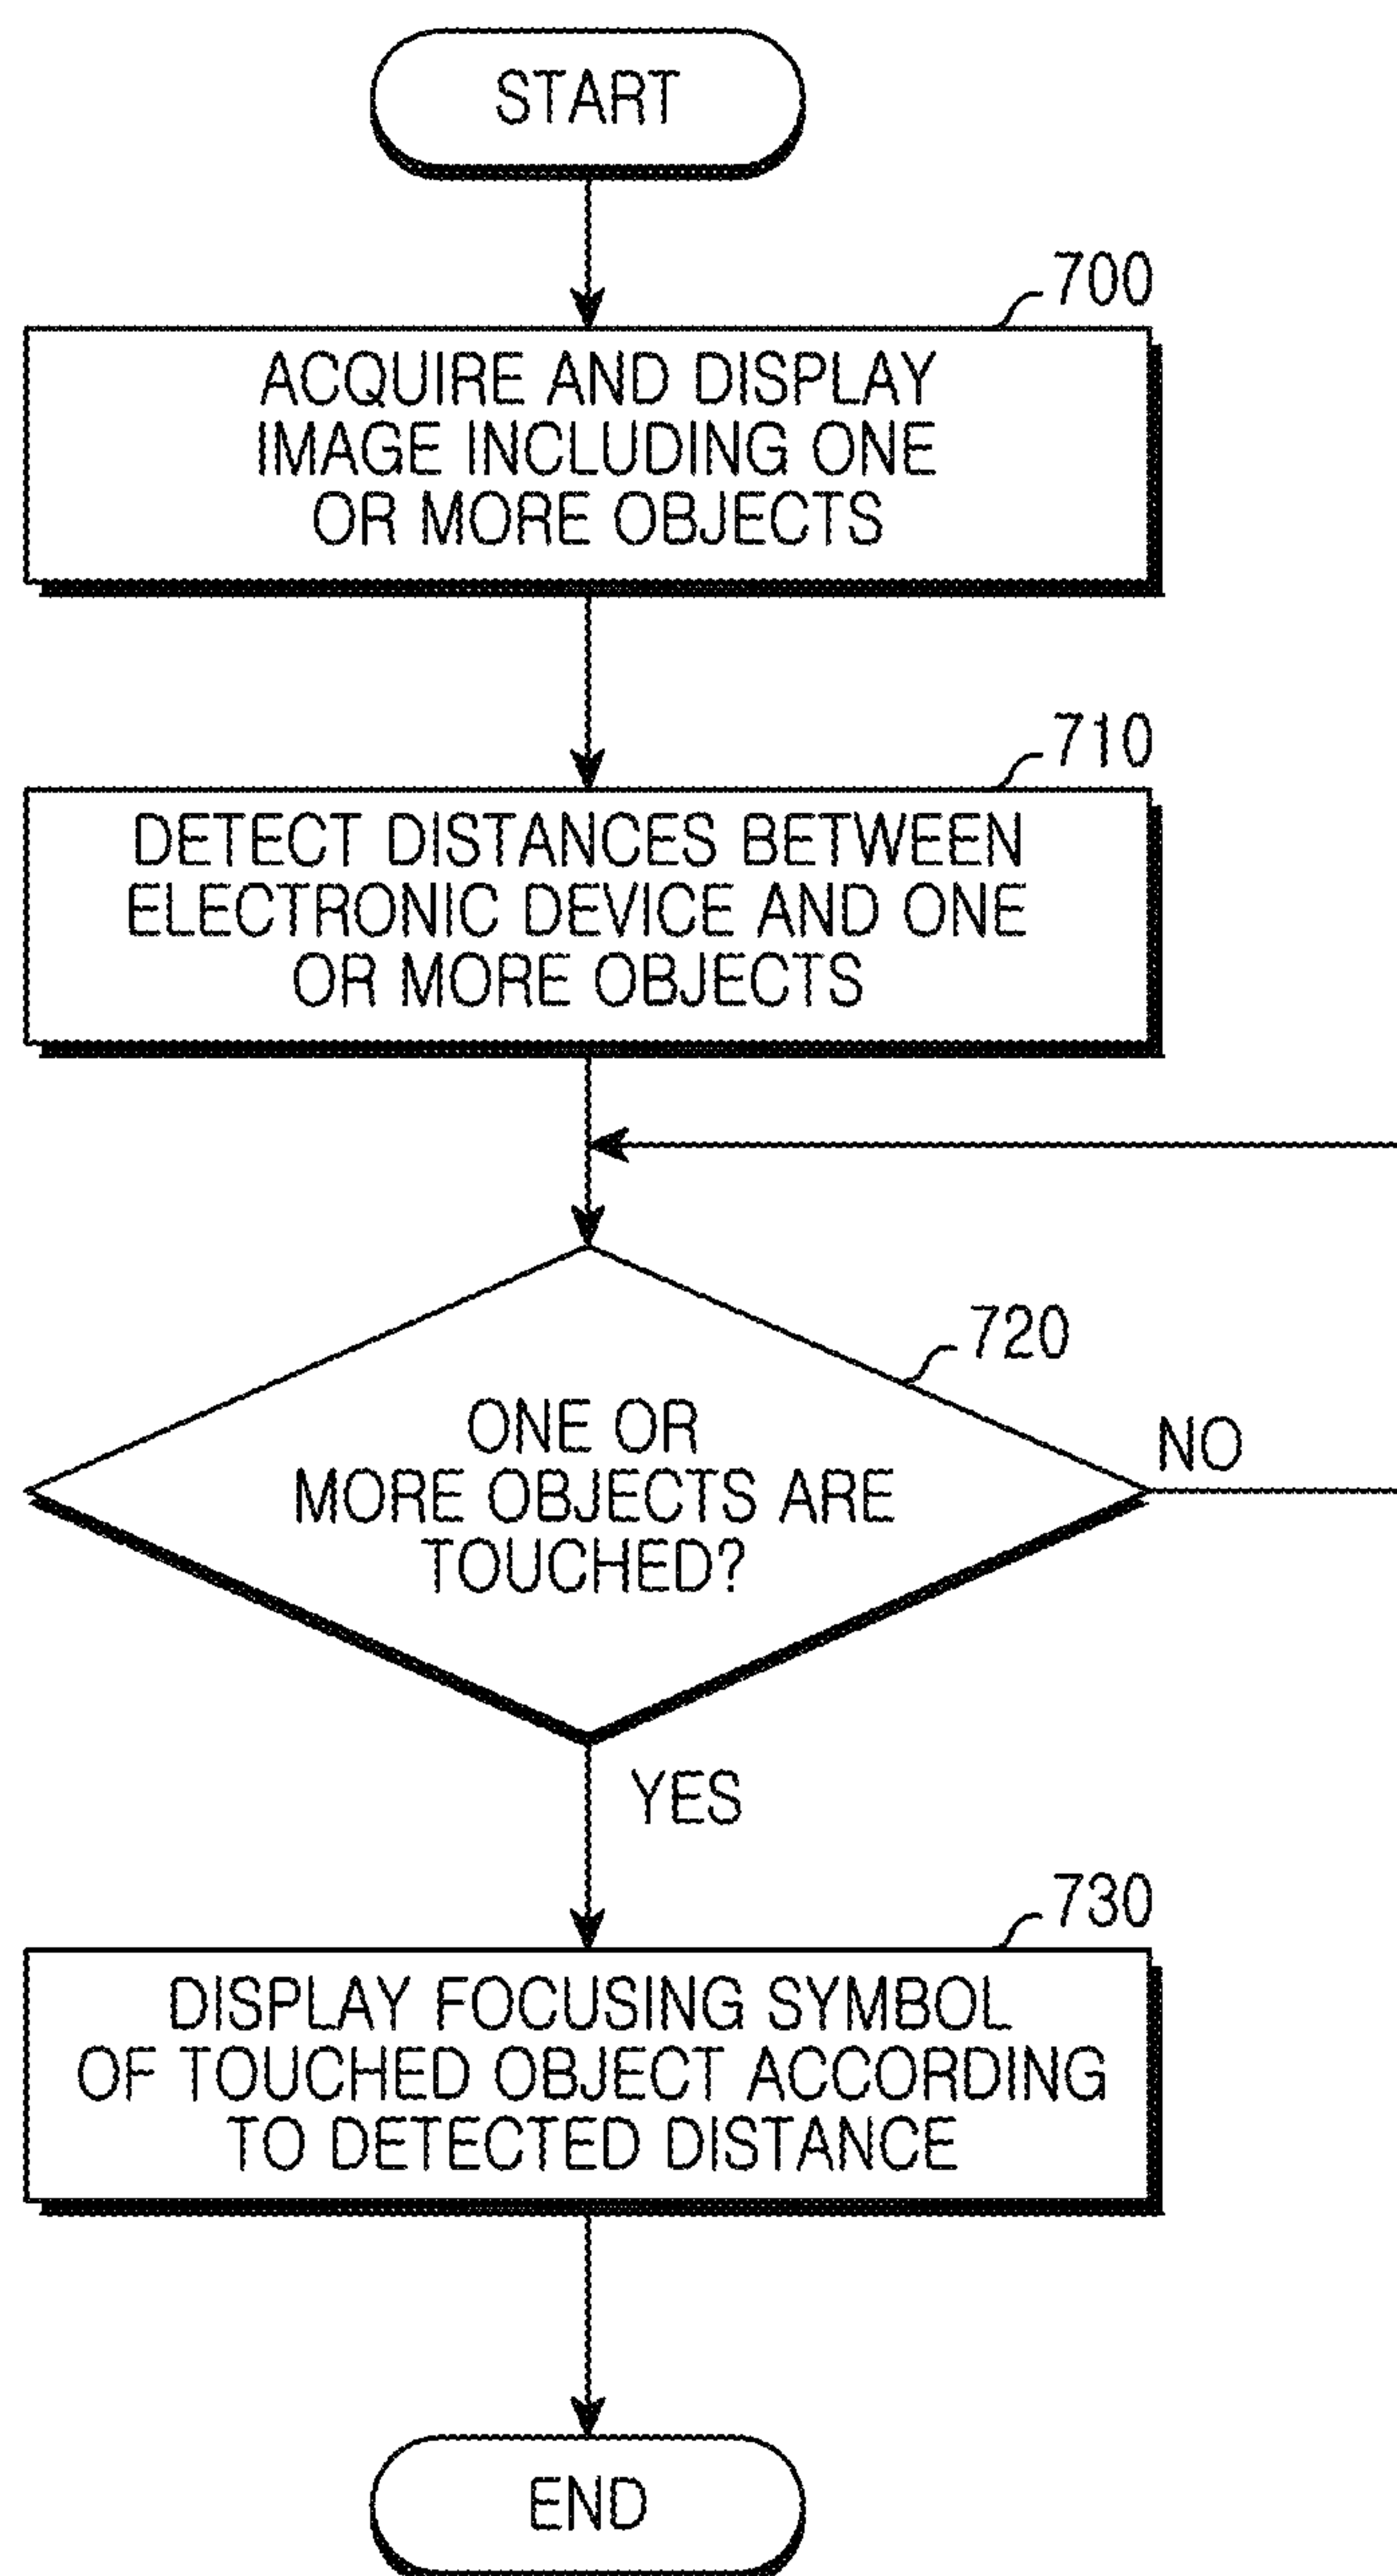 START
700
ACQUIRE AND DISPLAY
IMAGE INCLUDING ONE
OR MORE OBJECTS
710
DETECT DISTANCES BETWEEN
ELECTRONIC DEVICE AND ONE
OR MORE OBJECTS
720
ONE OR
MORE OBJECTS ARE
TOUCHED?
NO
YES
730
DISPLAY FOCUSING SYMBOL
OF TOUCHED OBJECT ACCORDING
TO DETECTED DISTANCE
END